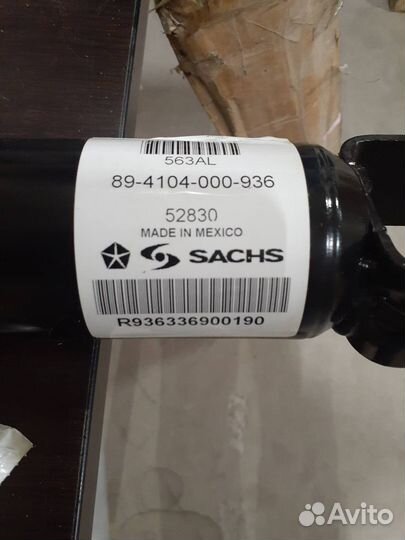 563AL
89-4104-000-936
52830
MADE IN MEXICO
SACHS
R936336900190
Avito